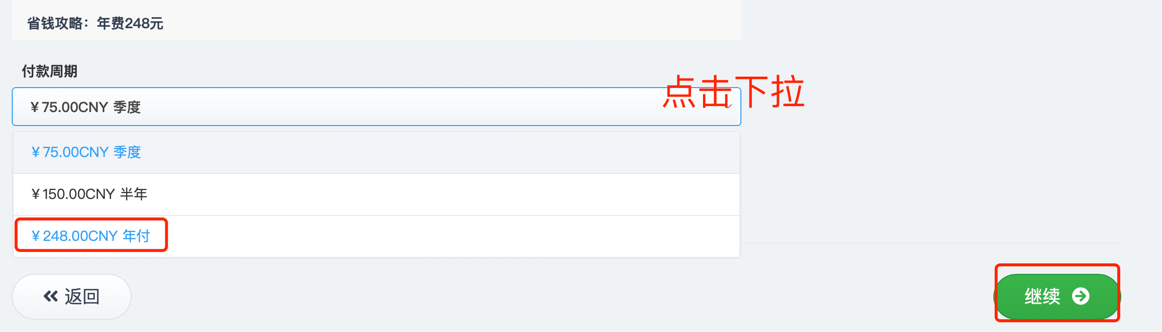 省钱攻略：年费248元
付款周期
点击下拉
￥75.00CNY 季度
￥75.00CNY 季度
￥150.00CNY 半年
￥248.00CNY 年付
返回
继续